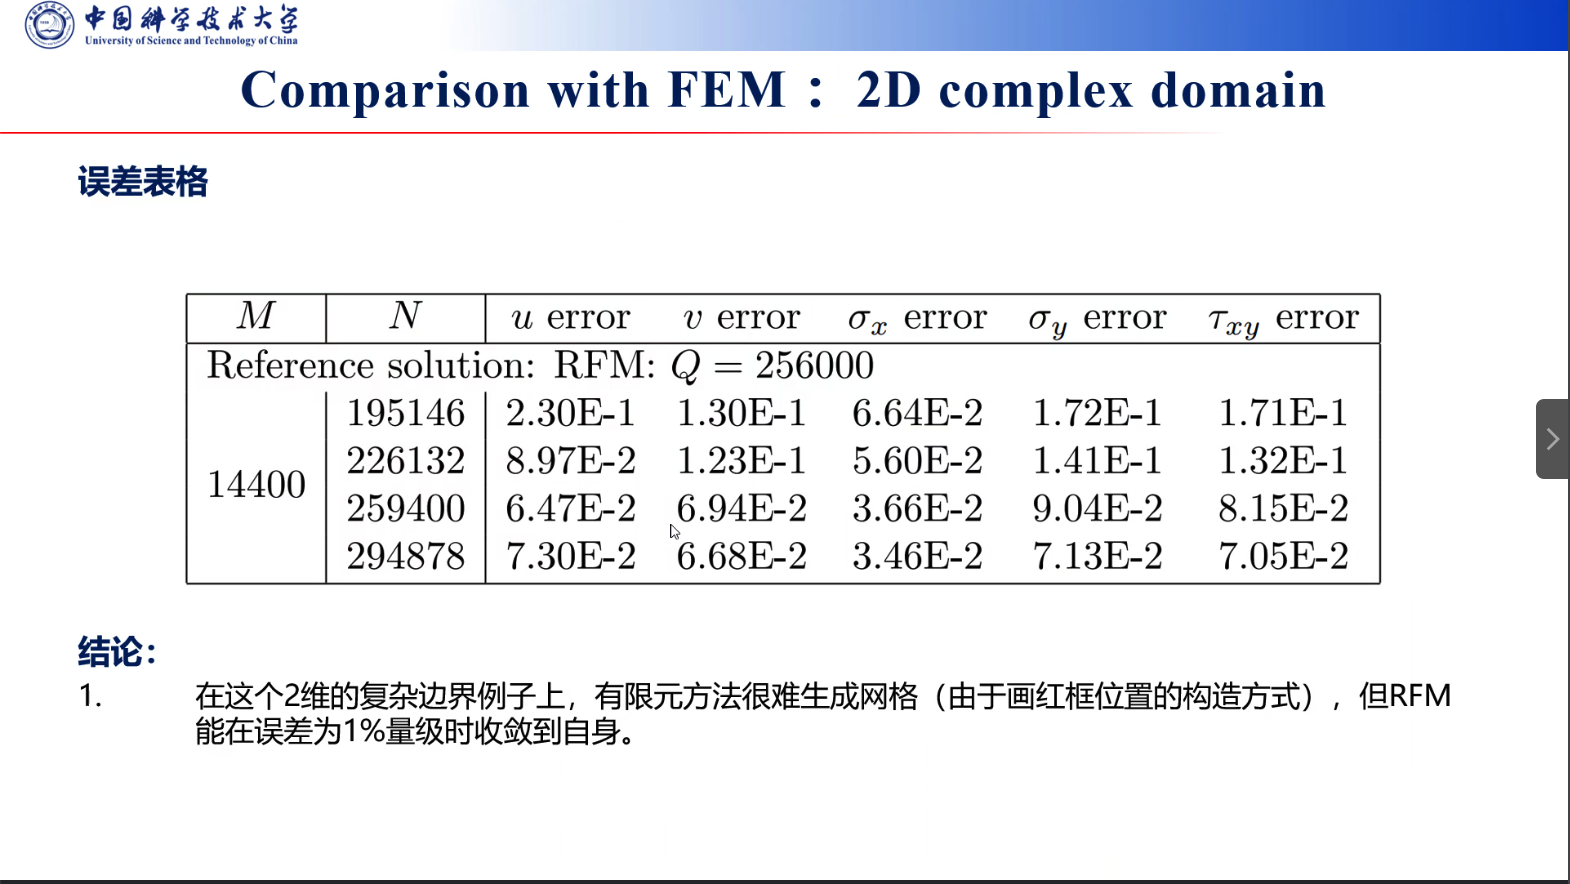 中国科学技术大学
University of Science and Technology of China
Comparison with FEM： 2D complex domain
误差表格
M N u error v error σx error σy error τxy error
Reference solution: RFM: Q = 256000
195146 2.30E-1 1.30E-1 6.64E-2 1.72E-1 1.71E-1
226132 8.97E-2 1.23E-1 5.60E-2 1.41E-1 1.32E-1
14400
259400 6.47E-2 6.94E-2 3.66E-2 9.04E-2 8.15E-2
294878 7.30E-2 6.68E-2 3.46E-2 7.13E-2 7.05E-2
结论：
1. 在这个2维的复杂边界例子上，有限元方法很难生成网格（由于画红框位置的构造方式），但RFM
能在误差为1%量级时收敛到自身。